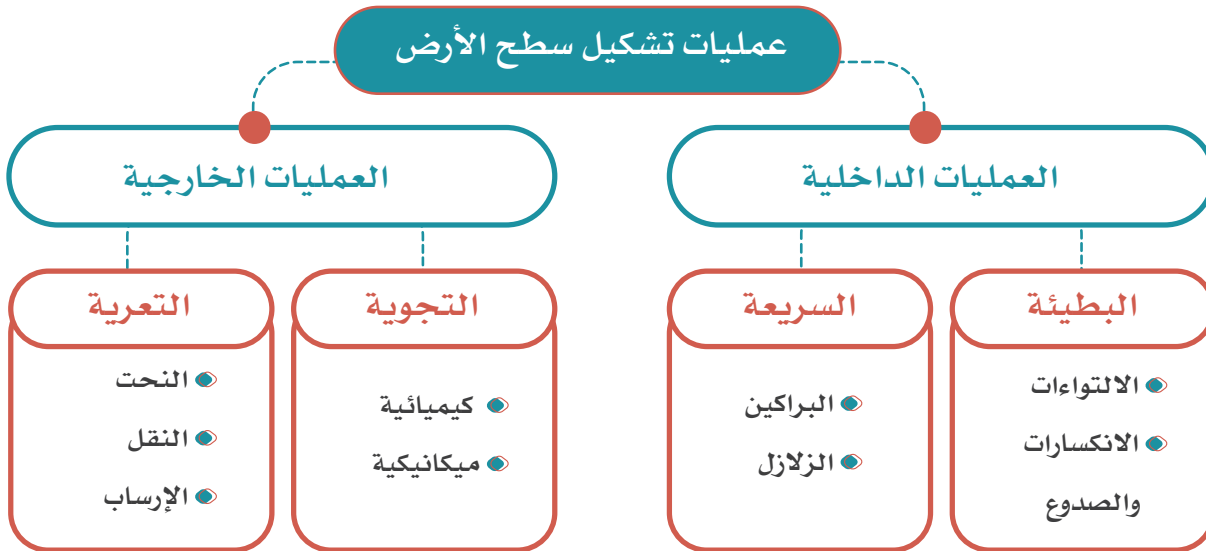 عمليات تشكيل سطح الأرض
العمليات الداخلية
البطيئة
الالتواءات
الانكسارات
والصدوع
السريعة
البراكين
الزلازل
العمليات الخارجية
التجوية
كيميائية
ميكانيكية
التعرية
النحت
النقل
الإرساب